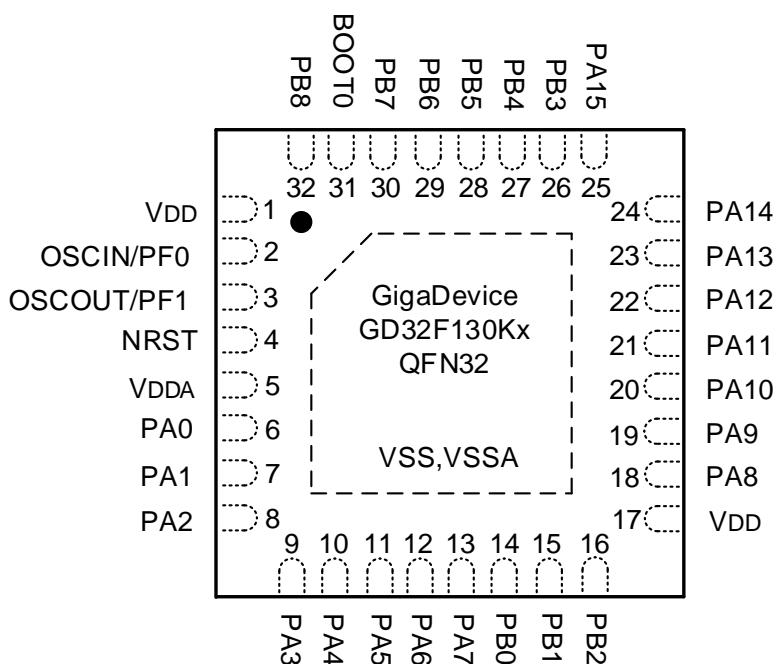 PB8
BOOT0
PB7
PB6
PB5
PB4
PB3
PA15
32
31
30
29
28
27
26
25
VDD
1
OSCIN/PF0
2
OSCOUT/PF1
3
NRST
4
VDDA
5
PA0
6
PA1
7
PA2
8
GigaDevice
GD32F130Kx
QFN32
VSS,VSSA
24
PA14
23
PA13
22
PA12
21
PA11
20
PA10
19
PA9
18
PA8
17
VDD
9
10
11
12
13
14
15
16
PA3
PA4
PA5
PA6
PA7
PB0
PB1
PB2